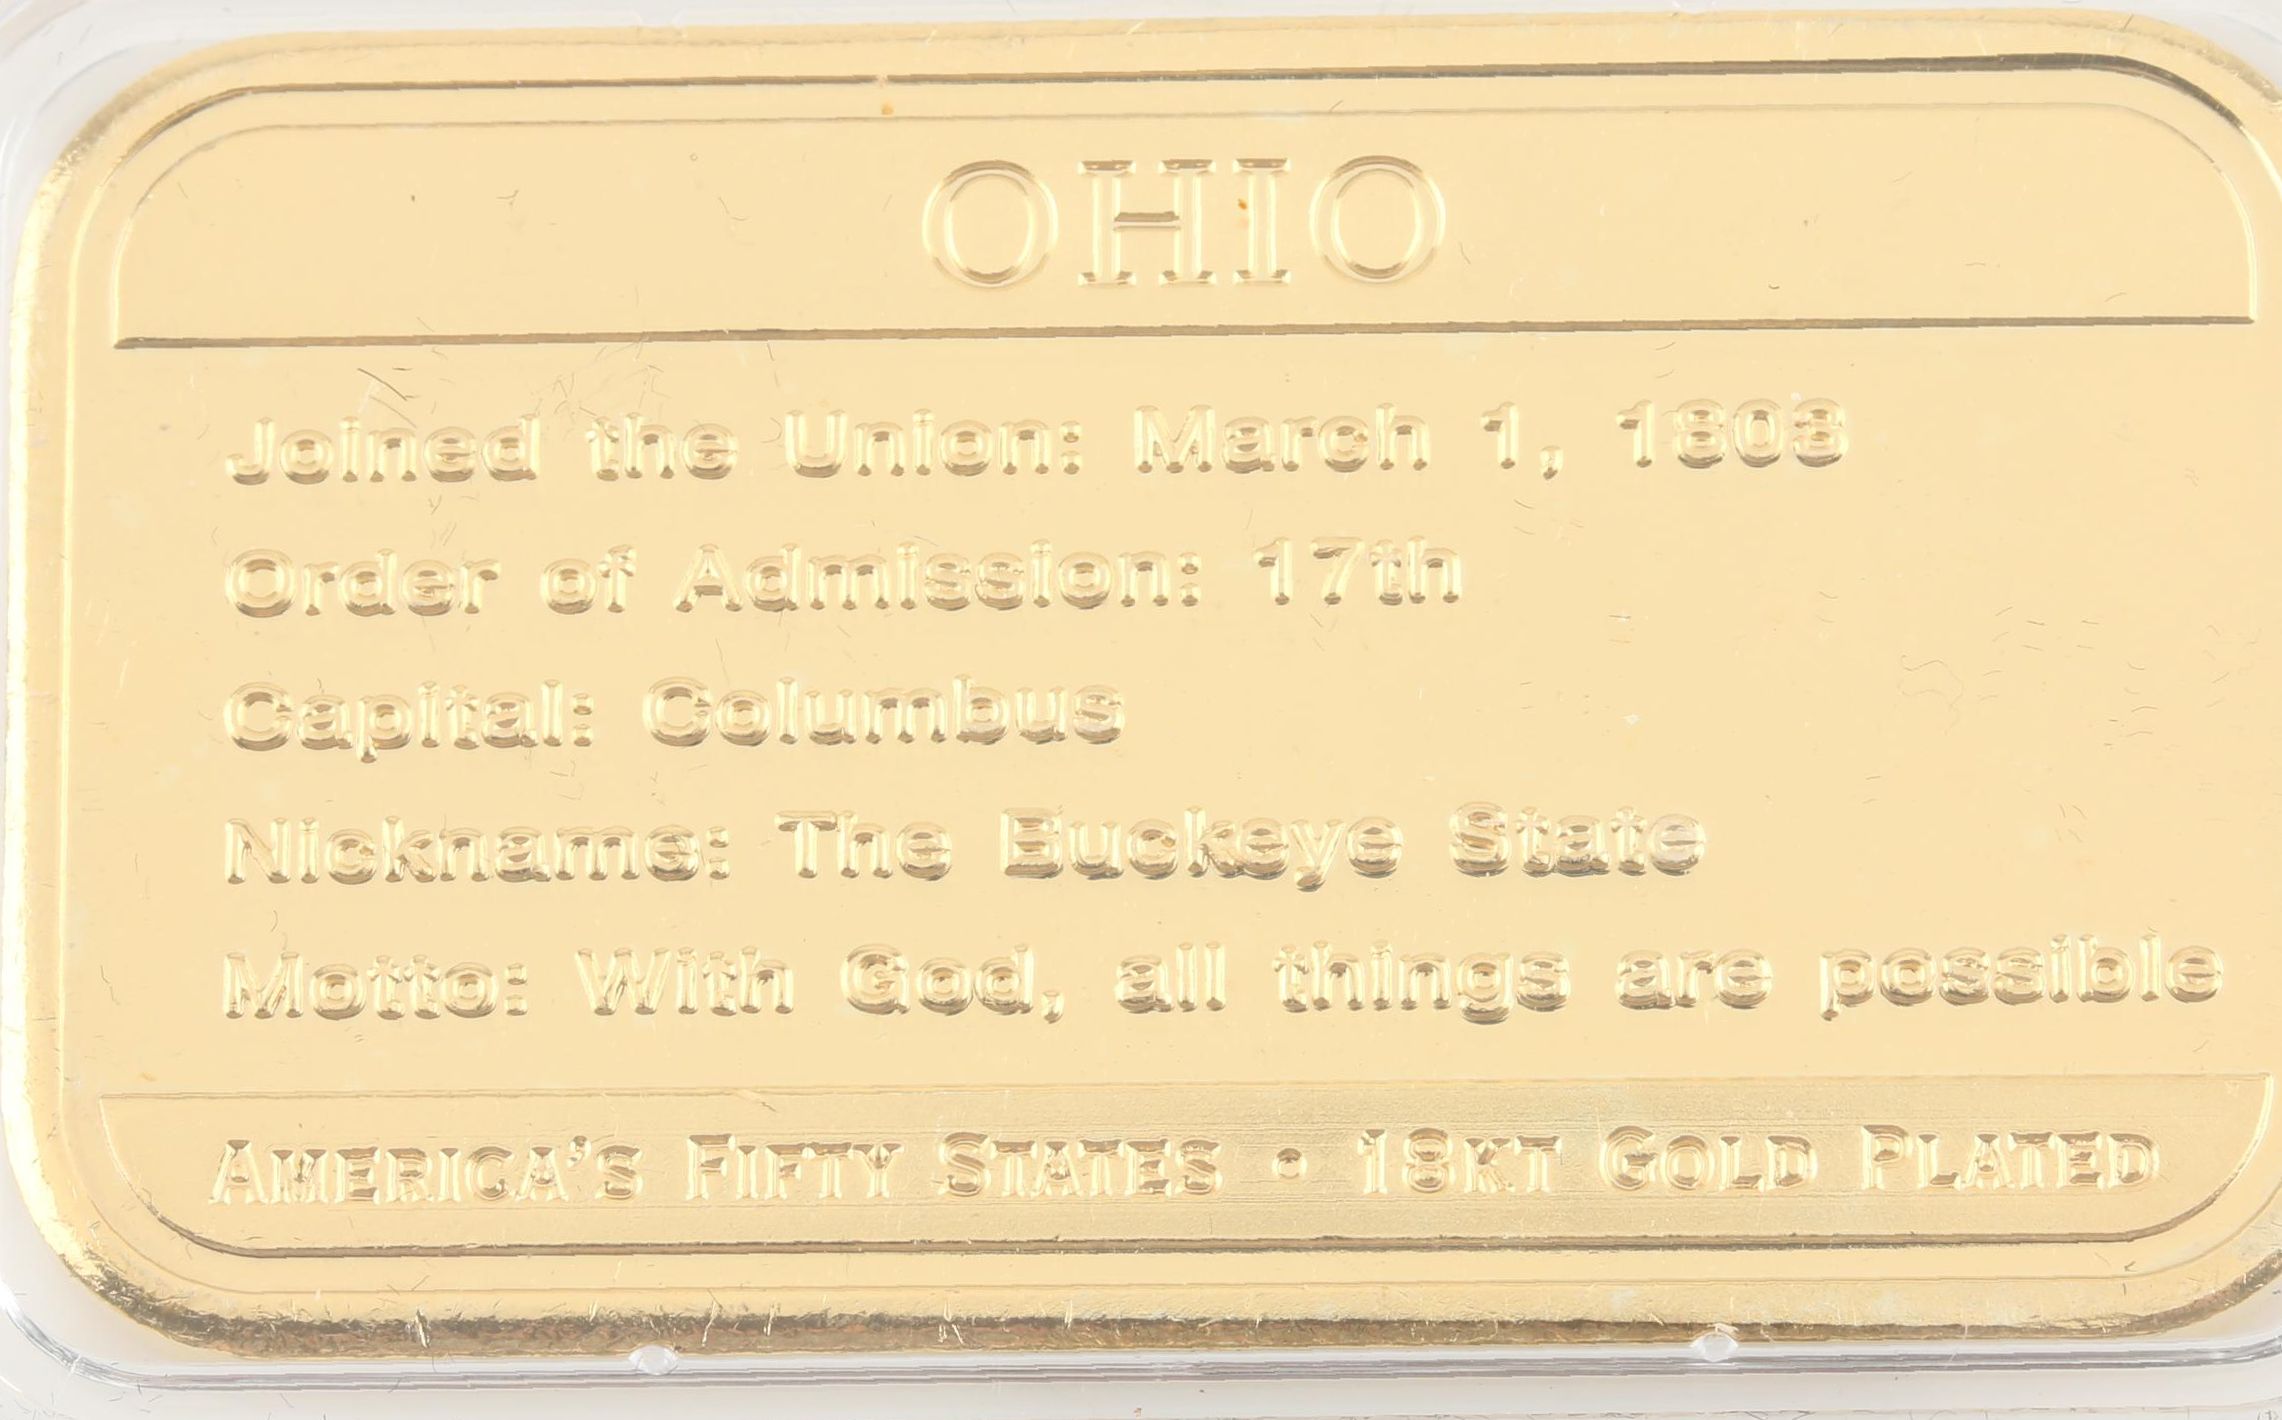 OHIO
Joined the Union: March 1, 1803
Order of Admission: 17th
Capital: Columbus
Nickname: The Buckeye State
Motto: With God, all things are possible
AMERICA'S FIFTY STATES • 18KT GOLD PLATED